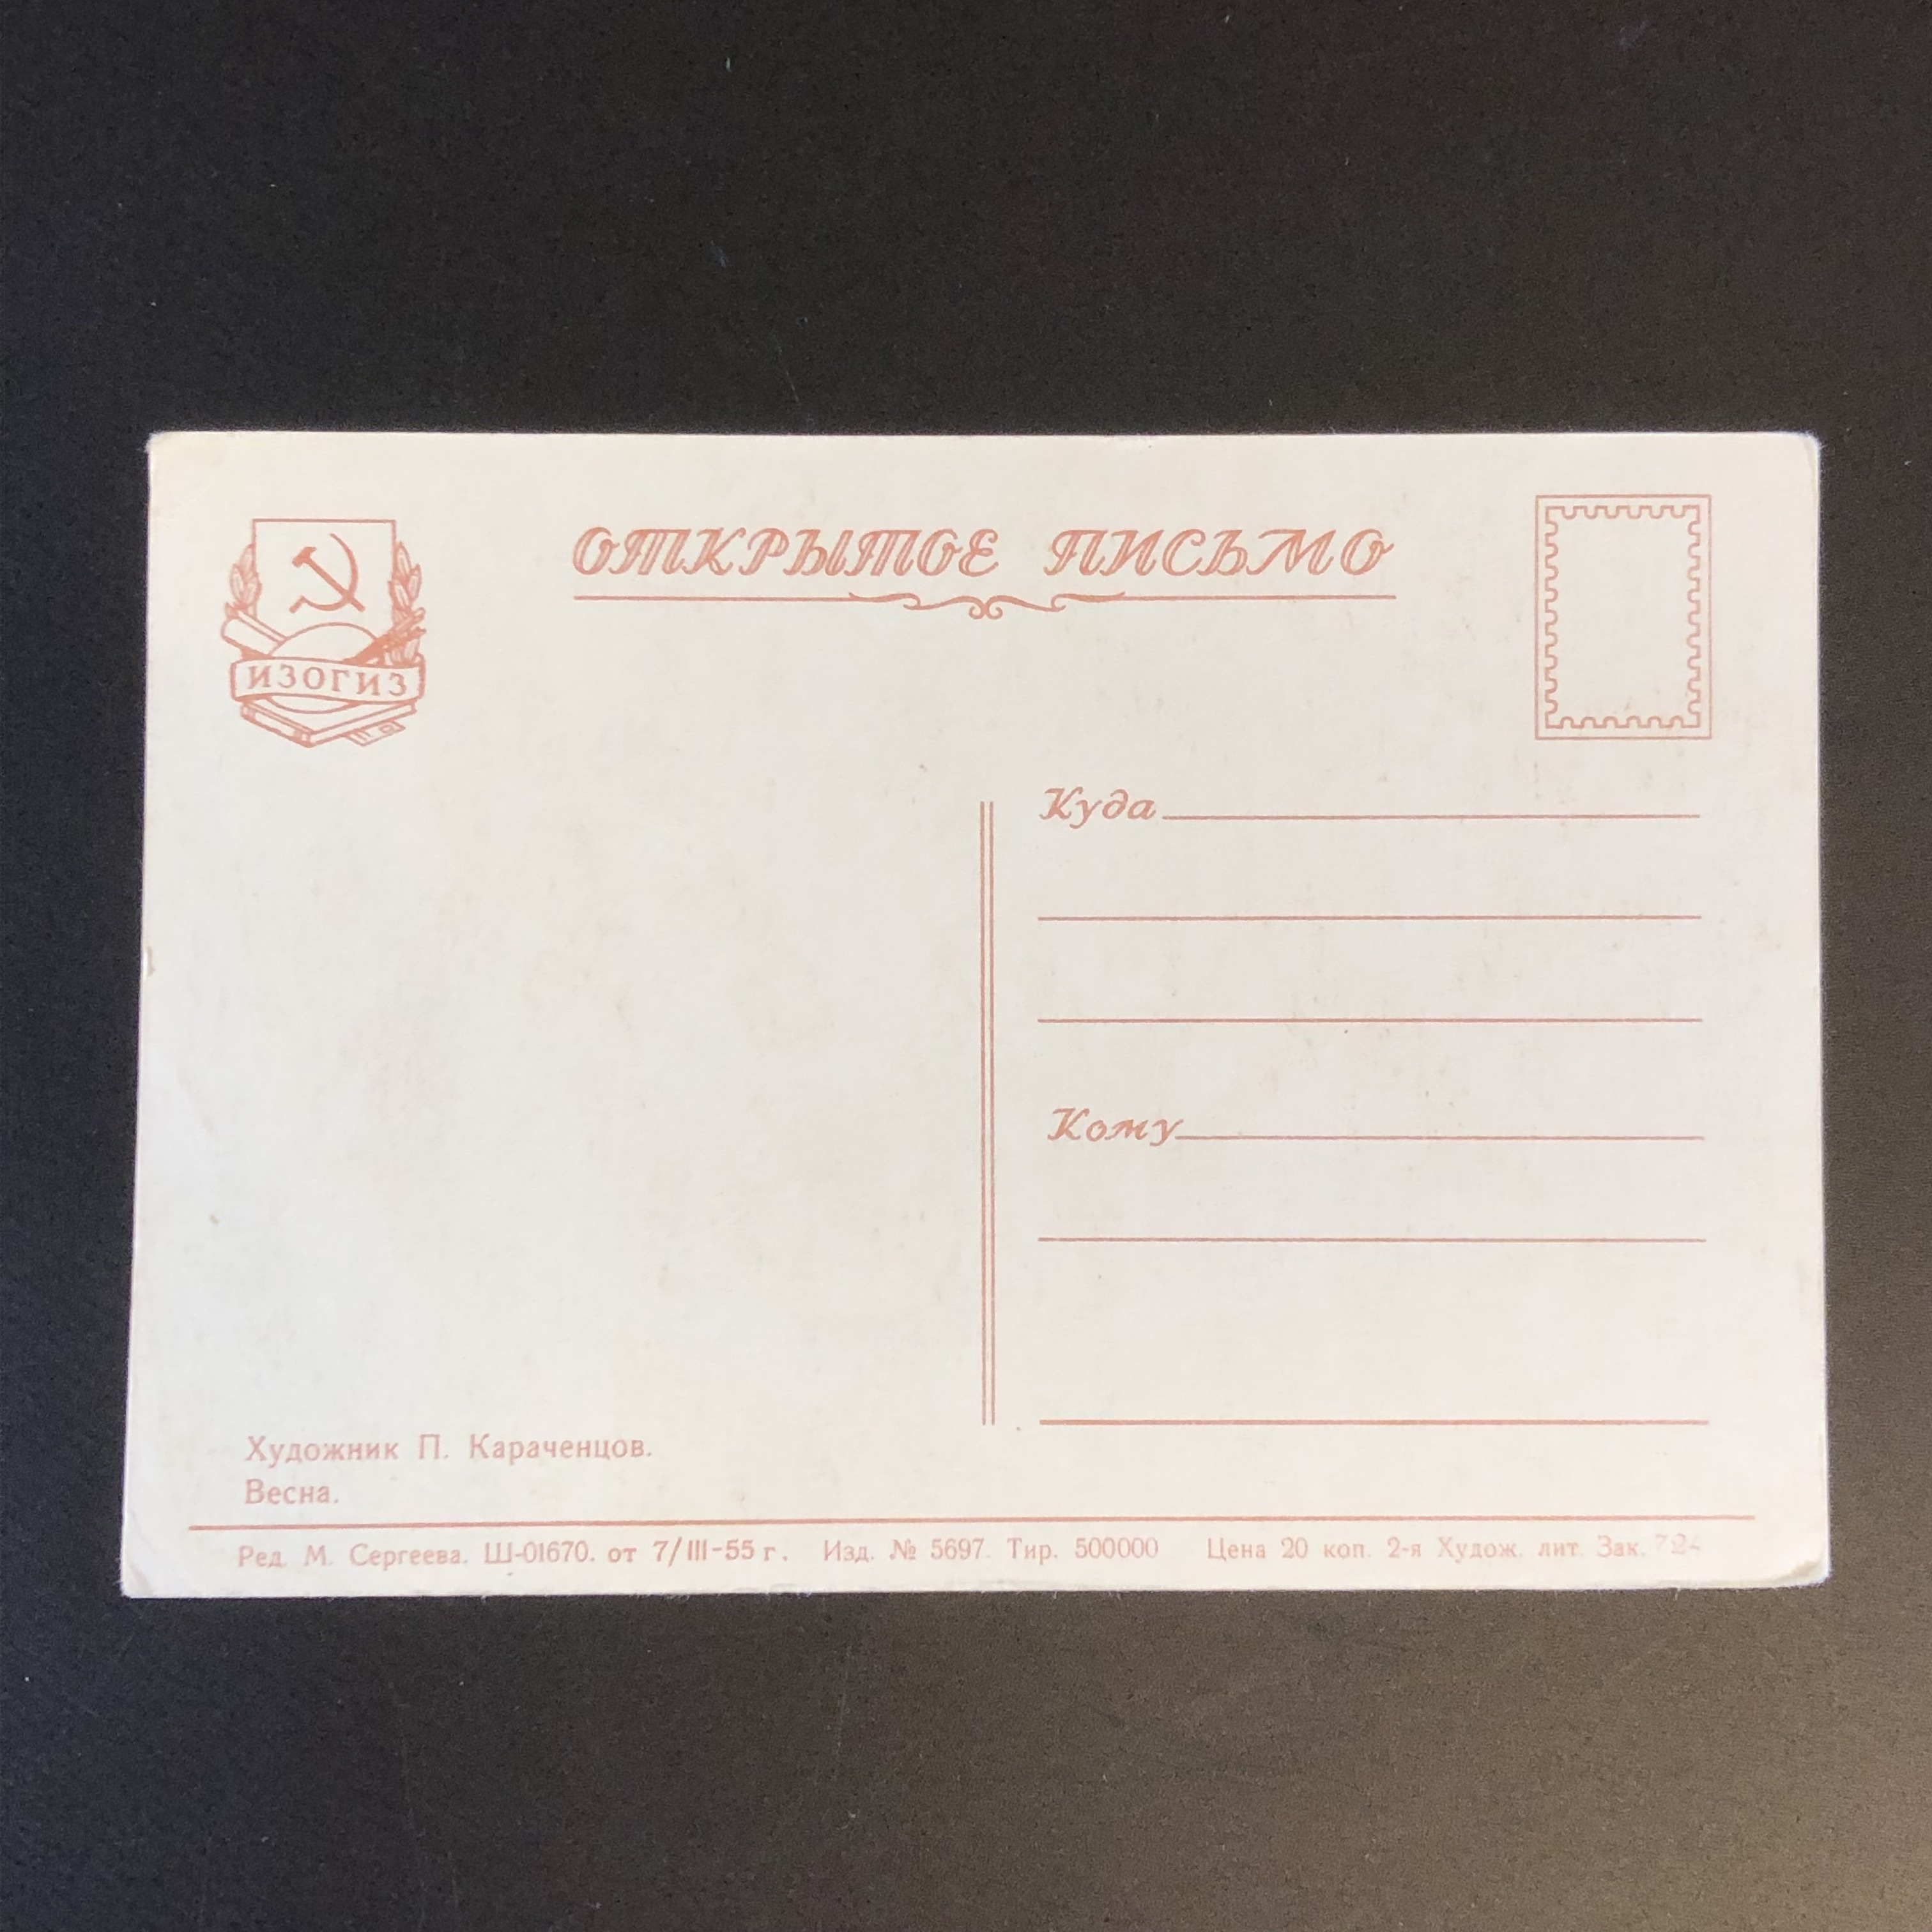 ОТКРЫТОЕ ПИСЬМО
ИЗОГИЗ
Куда
Кому
Художник П. Караченцов.
Весна.
Ред. М. Сергеева. Ш-01670. от 7/III-55 г. Изд. № 5697. Тир. 500000 Цена 20 коп. 2-я Худож. лит. Зак.